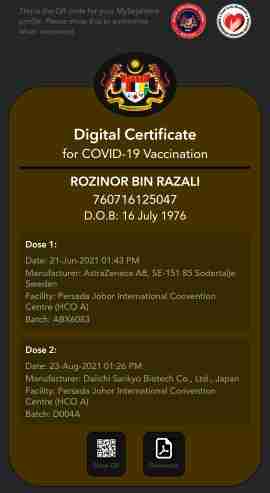 This is the QR code for your MySejahtera
profile. Please show this to authorities
when requested.
Digital Certificate
for COVID-19 Vaccination
ROZINOR BIN RAZALI
760716125047
D.O.B: 16 July 1976
Dose 1:
Date: 21-Jun-2021 01:43 PM
Manufacturer: AstraZeneca AB, SE-151 85 Sodertalje
Sweden
Facility: Persada Johor International Convention
Centre (HCO A)
Batch: ABX6083
Dose 2:
Date: 23-Aug-2021 01:26 PM
Manufacturer: Daiichi Sankyo Biotech Co., Ltd., Japan
Facility: Persada Johor International Convention
Centre (HCO A)
Batch: D004A
Show QR
Download